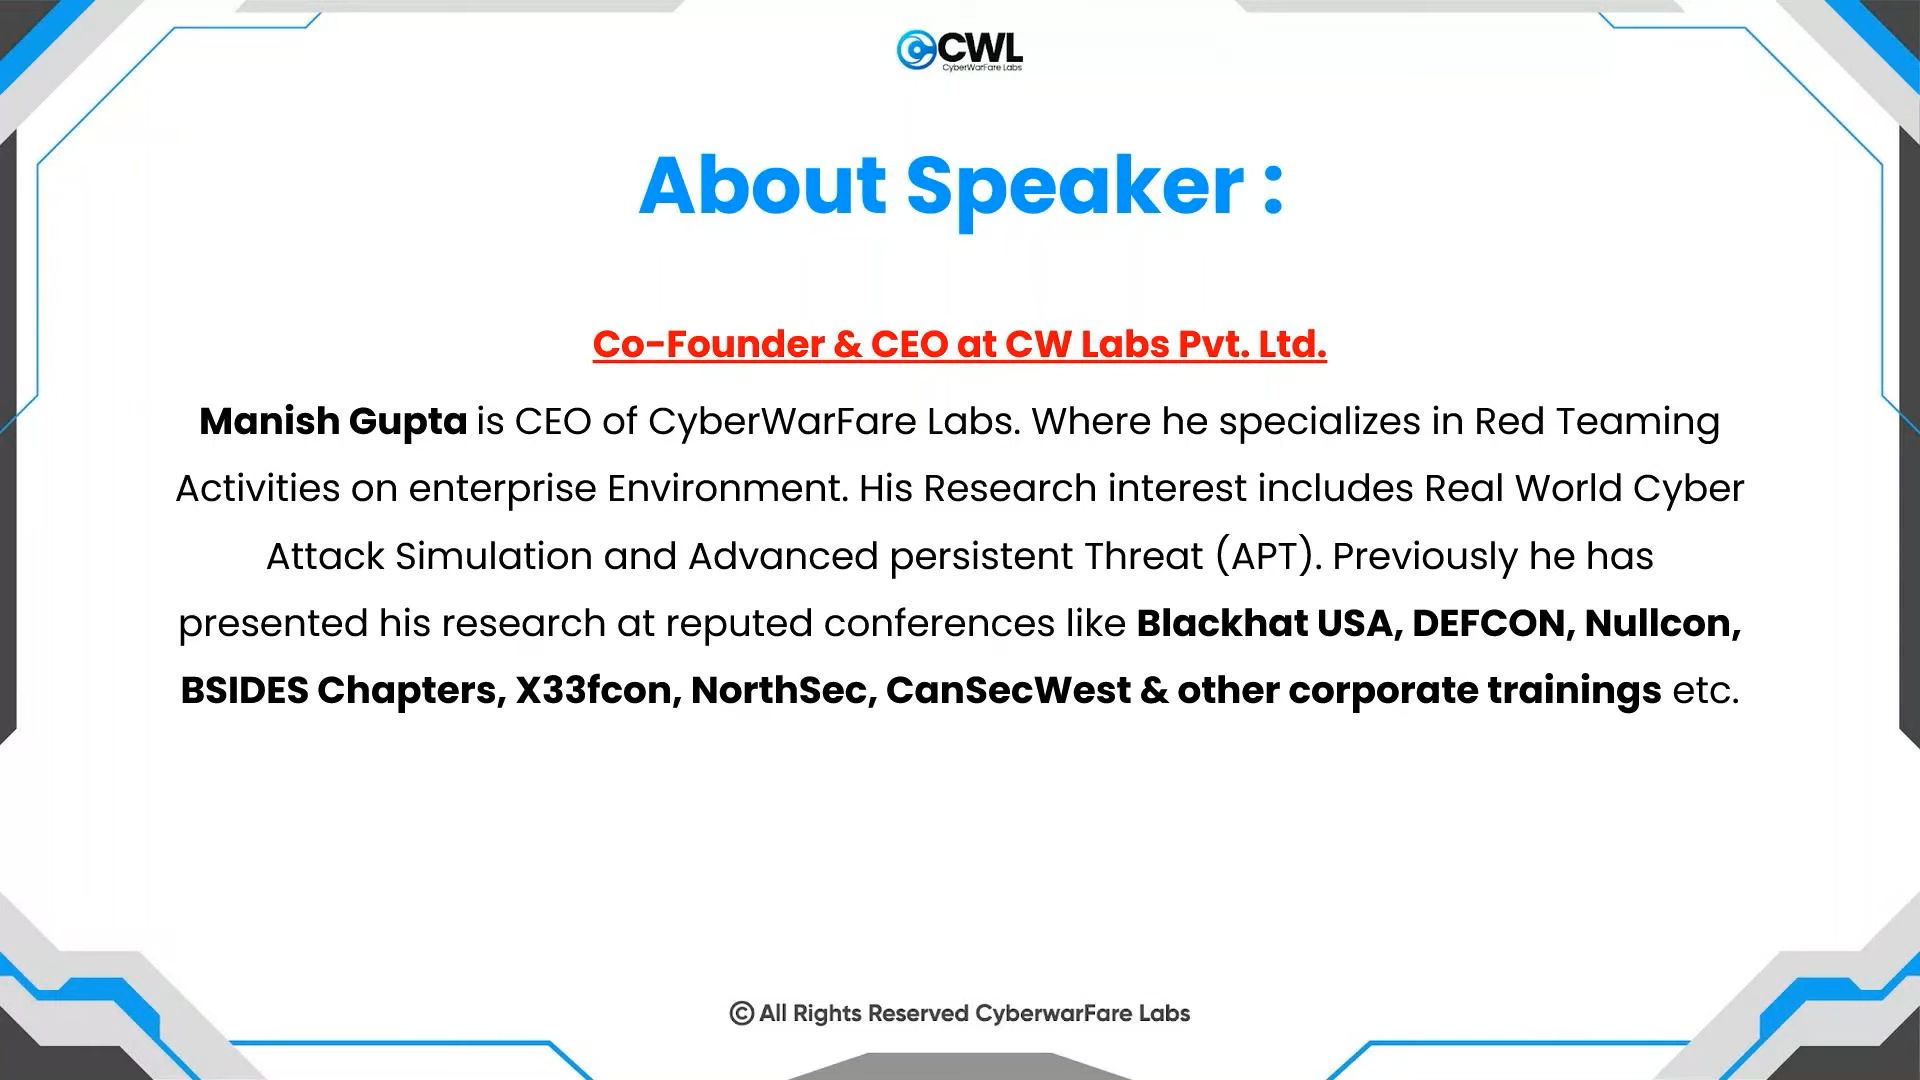 CWL
CyberWarFare Labs
About Speaker :
Co-Founder & CEO at CW Labs Pvt. Ltd.
Manish Gupta is CEO of CyberWarFare Labs. Where he specializes in Red Teaming
Activities on enterprise Environment. His Research interest includes Real World Cyber
Attack Simulation and Advanced persistent Threat (APT). Previously he has
presented his research at reputed conferences like Blackhat USA, DEFCON, Nullcon,
BSIDES Chapters, X33fcon, NorthSec, CanSecWest & other corporate trainings etc.
© All Rights Reserved CyberwarFare Labs